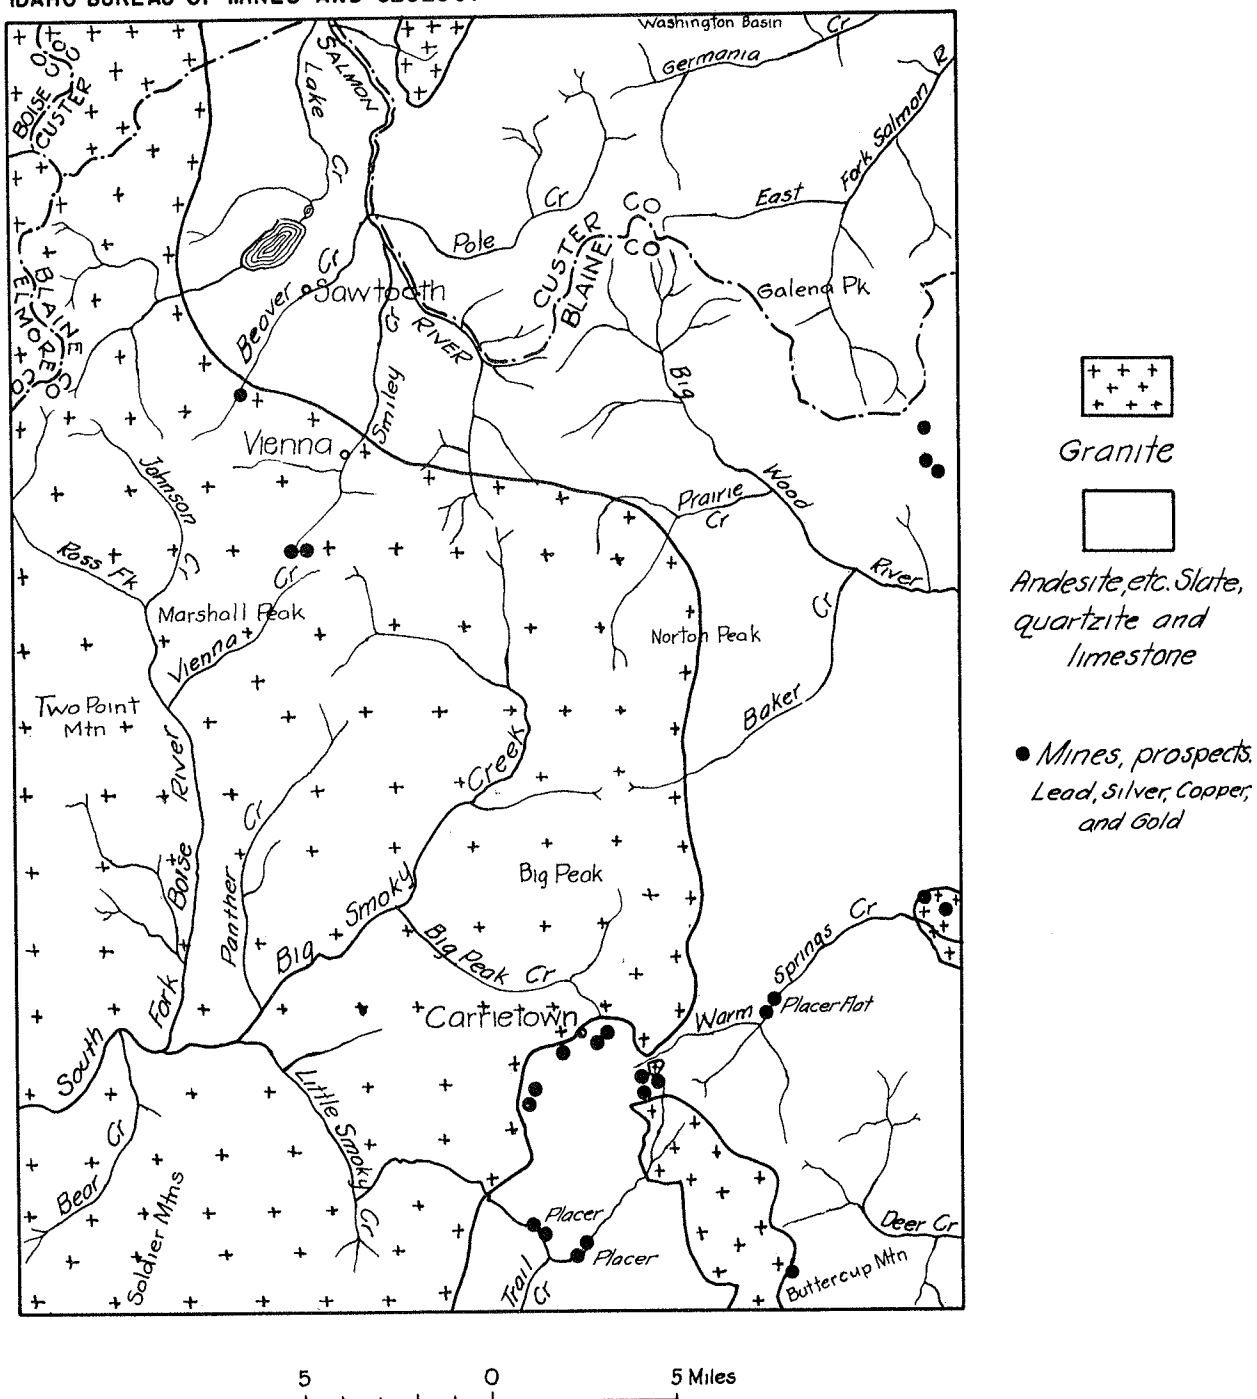 IDAHO BUREAU OF MINES AND GEOLOGY
Washington Basin
Cr
Germania
SALMON
Lake
Cr
BOISE CO
CUSTER CO
East Fork Salmon R
Cr
Pole
CO
CUSTER
BLAINE
CO
Galena Pk
BLAINE CO
ELMORE CO
Cr
Beaver
Sawtooth
Cr
RIVER
Smiley
Big
Vienna
Johnson
Cr
Wood
Prairie
Cr
River
Ross Fk
Cr
Marshall Peak
Vienna
Cr
Norton Peak
Two Point
Mtn
Baker
River
Creek
Cr
Boise
Big Peak
Panther
Smoky
Big
Cr
Springs
Big Peak Cr
Fork
Carrietown
Warm
Placer Flat
South
Little Smoky
Cr
Cr
Bear
Soldier Mtns
Placer
Placer
Trail
Cr
Deer Cr
Buttercup Mtn
Granite
Andesite, etc. Slate,
quartzite and
limestone
Mines, prospects.
Lead, Silver, Copper,
and Gold
5 0 5 Miles